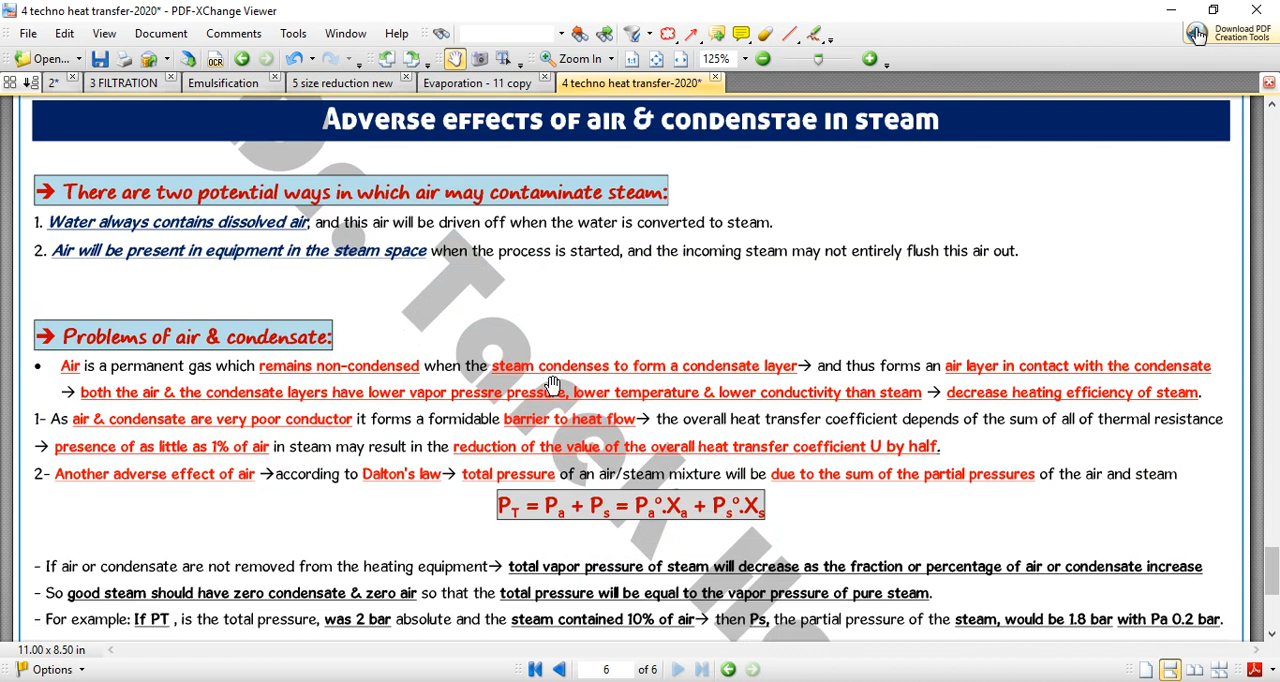 4 techno heat transfer-2020* - PDF-XChange Viewer
File Edit View Document Comments Tools Window Help
Download PDF
Creation Tools
Open... OCR Zoom In 125%
2* 3 FILTRATION Emulsification 5 size reduction new Evaporation - 11 copy 4 techno heat transfer-2020*
Adverse effects of air & condenstae in steam
→ There are two potential ways in which air may contaminate steam:
1. Water always contains dissolved air, and this air will be driven off when the water is converted to steam.
2. Air will be present in equipment in the steam space when the process is started, and the incoming steam may not entirely flush this air out.
→ Problems of air & condensate:
• Air is a permanent gas which remains non-condensed when the steam condenses to form a condensate layer→ and thus forms an air layer in contact with the condensate
→ both the air & the condensate layers have lower vapor pressre pressure, lower temperature & lower conductivity than steam → decrease heating efficiency of steam.
1- As air & condensate are very poor conductor it forms a formidable barrier to heat flow→ the overall heat transfer coefficient depends of the sum of all of thermal resistance
→ presence of as little as 1% of air in steam may result in the reduction of the value of the overall heat transfer coefficient U by half.
2- Another adverse effect of air →according to Dalton's law→ total pressure of an air/steam mixture will be due to the sum of the partial pressures of the air and steam
PT = Pa + Ps = Pa°.Xa + Ps°.Xs
- If air or condensate are not removed from the heating equipment→ total vapor pressure of steam will decrease as the fraction or percentage of air or condensate increase
- So good steam should have zero condensate & zero air so that the total pressure will be equal to the vapor pressure of pure steam.
- For example: If PT , is the total pressure, was 2 bar absolute and the steam contained 10% of air→ then Ps, the partial pressure of the steam, would be 1.8 bar with Pa 0.2 bar.
11.00 x 8.50 in
Options 6 of 6